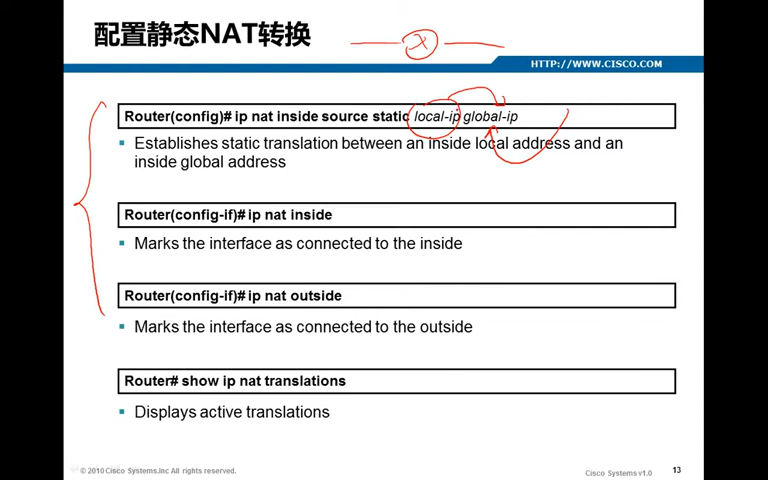 配置静态NAT转换
HTTP://WWW.CISCO.COM
Router(config)# ip nat inside source static local-ip global-ip
Establishes static translation between an inside local address and an
inside global address
Router(config-if)# ip nat inside
Marks the interface as connected to the inside
Router(config-if)# ip nat outside
Marks the interface as connected to the outside
Router# show ip nat translations
Displays active translations
© 2010 Cisco Systems,Inc All rights reserved.
Cisco Systems v1.0
13